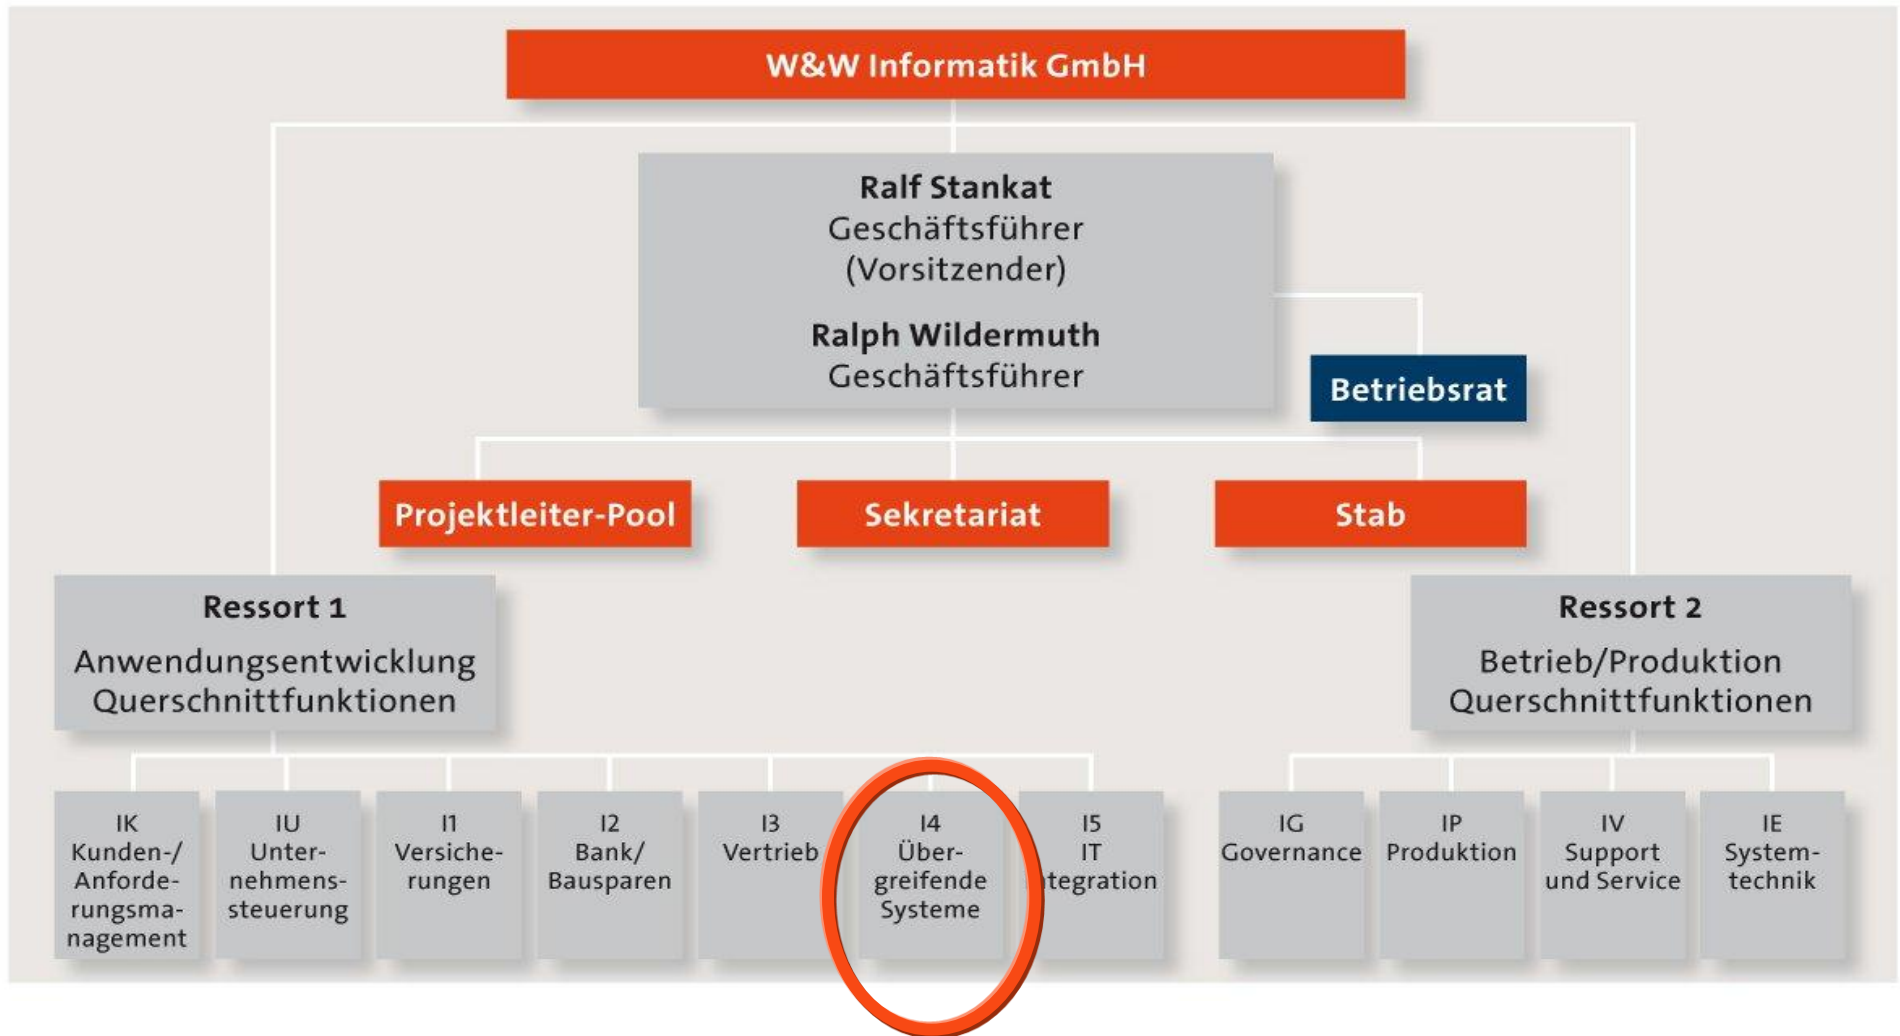 W&W Informatik GmbH
Ralf Stankat
Geschäftsführer
(Vorsitzender)
Ralph Wildermuth
Geschäftsführer
Betriebsrat
Projektleiter-Pool
Sekretariat
Stab
Ressort 1
Anwendungsentwicklung
Querschnittfunktionen
Ressort 2
Betrieb/Produktion
Querschnittfunktionen
IK
Kunden-/
Anforde-
rungsma-
nagement
IU
Unter-
nehmens-
steuerung
I1
Versiche-
rungen
I2
Bank/
Bausparen
I3
Vertrieb
I4
Über-
greifende
Systeme
I5
IT
ntegration
IG
Governance
IP
Produktion
IV
Support
und Service
IE
System-
technik